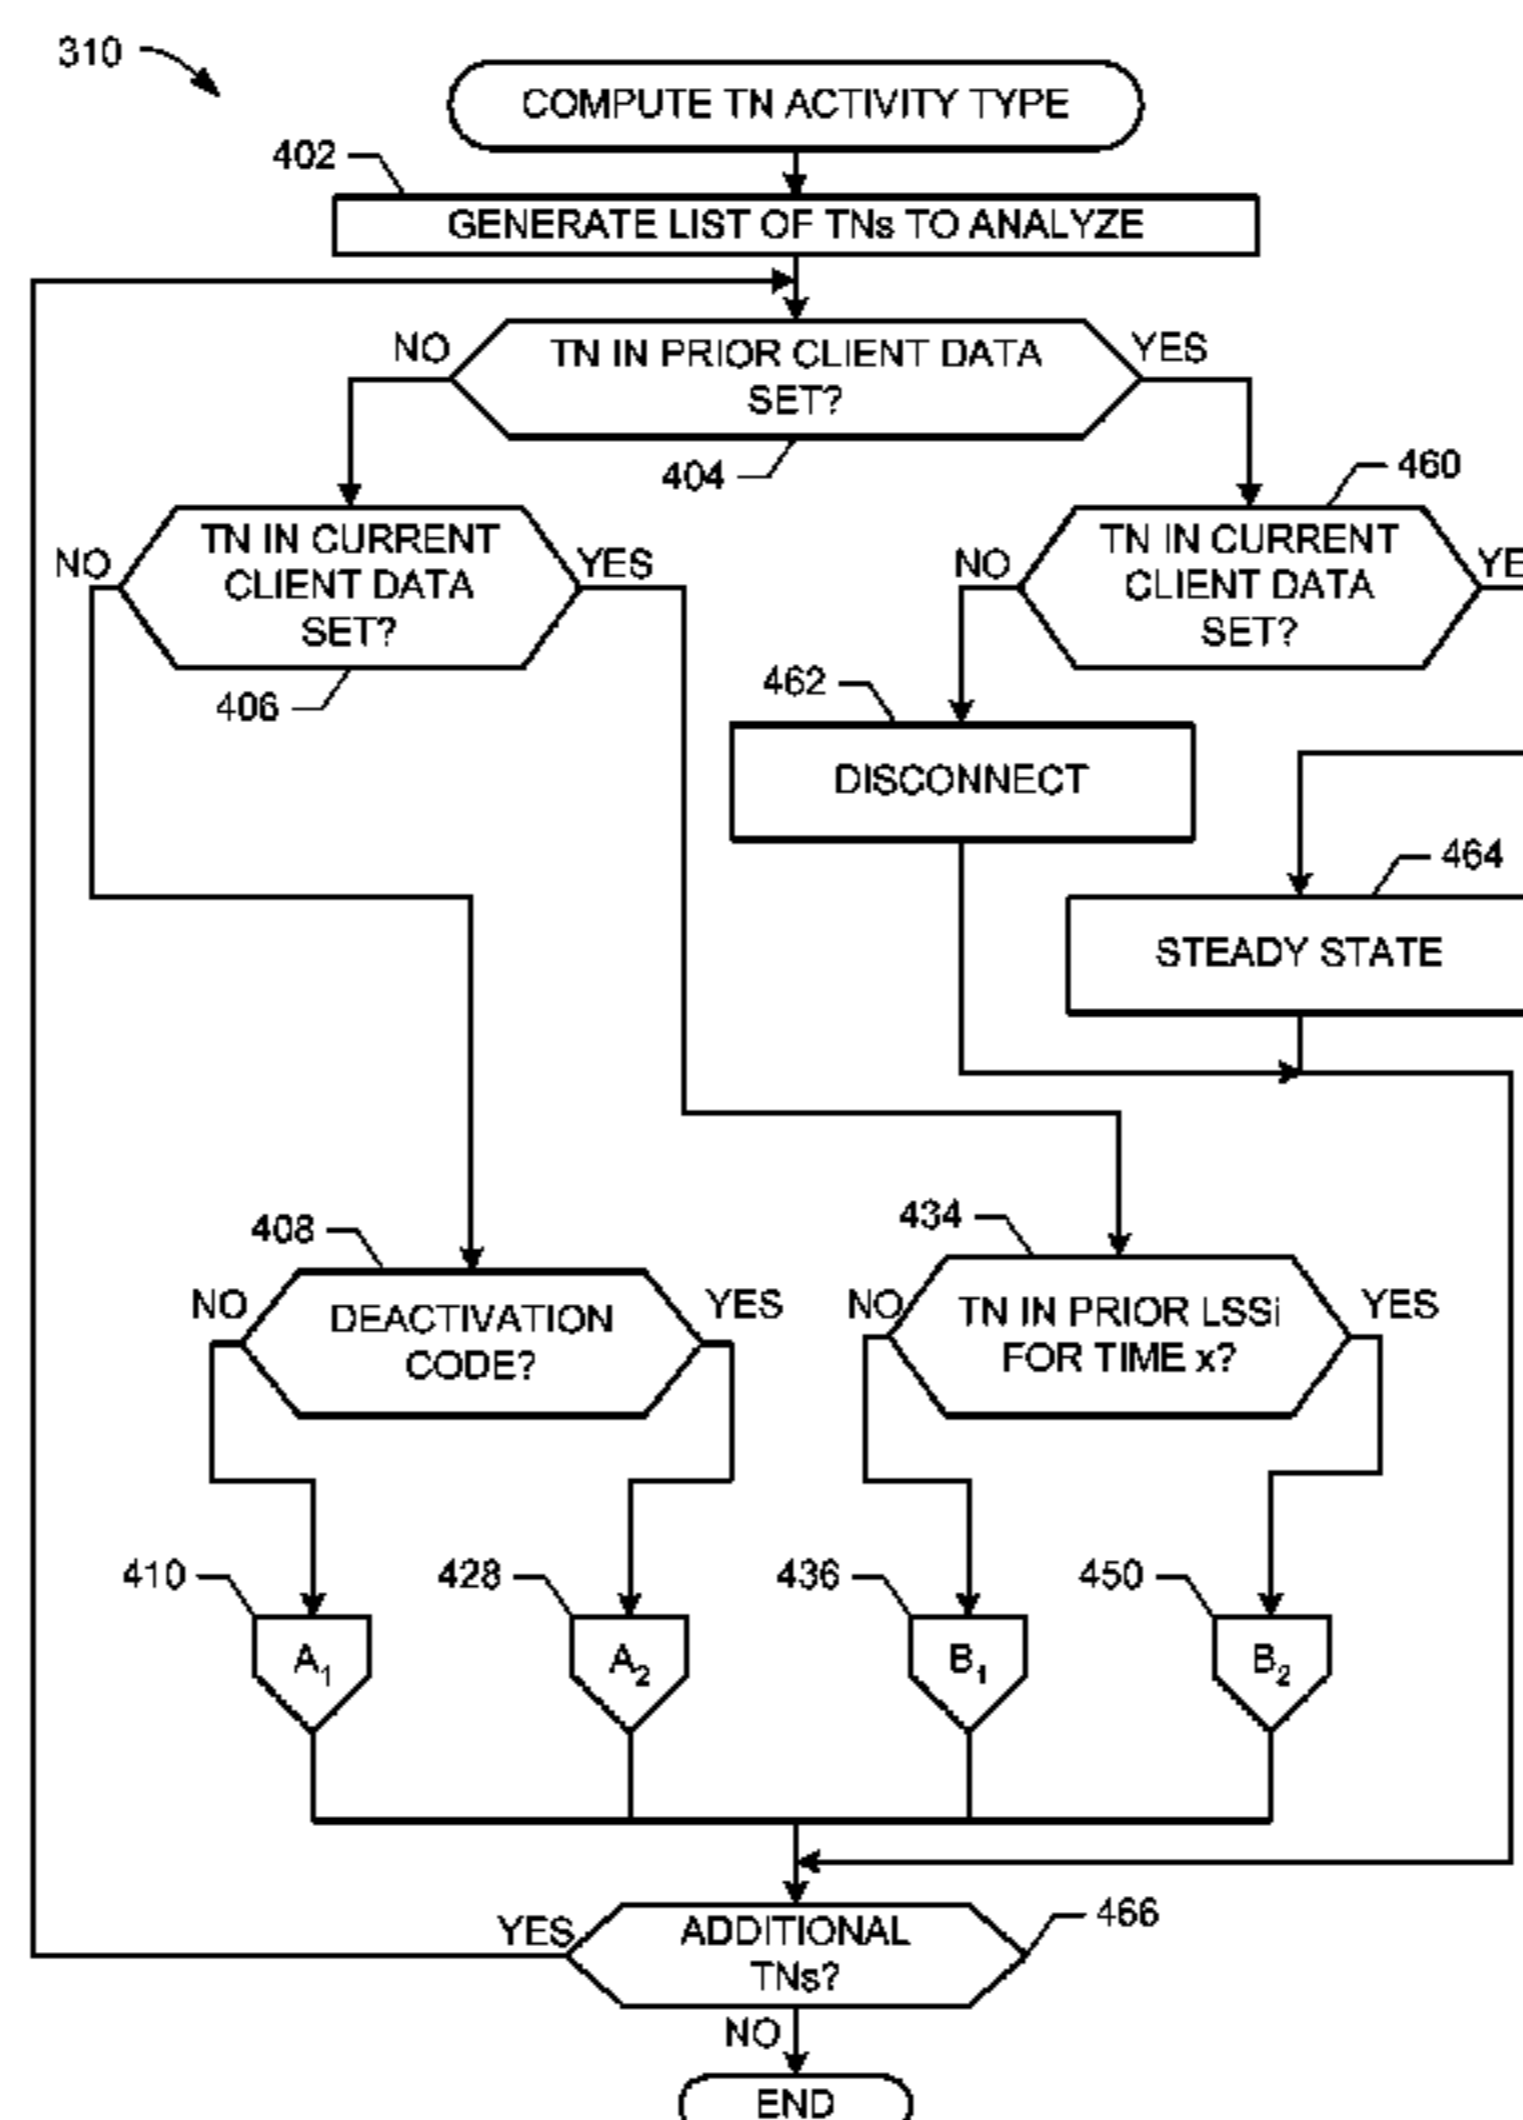 310
COMPUTE TN ACTIVITY TYPE
402
GENERATE LIST OF TNs TO ANALYZE
NO
TN IN PRIOR CLIENT DATA
SET?
YES
404
460
NO
TN IN CURRENT
CLIENT DATA
SET?
YES
406
NO
TN IN CURRENT
CLIENT DATA
SET?
YE
462
DISCONNECT
464
STEADY STATE
408
NO
DEACTIVATION
CODE?
YES
434
NO
TN IN PRIOR LSSi
FOR TIME x?
YES
410
A1
428
A2
436
B1
450
B2
YES
ADDITIONAL
TNs?
466
NO
END